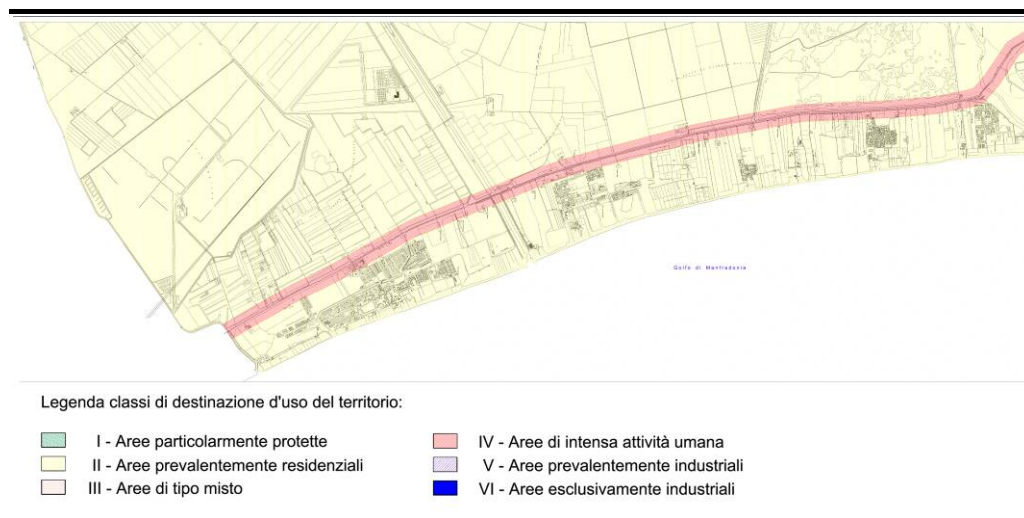 Golfo di Manfredonia
Legenda classi di destinazione d'uso del territorio:
I - Aree particolarmente protette
II - Aree prevalentemente residenziali
III - Aree di tipo misto
IV - Aree di intensa attività umana
V - Aree prevalentemente industriali
VI - Aree esclusivamente industriali